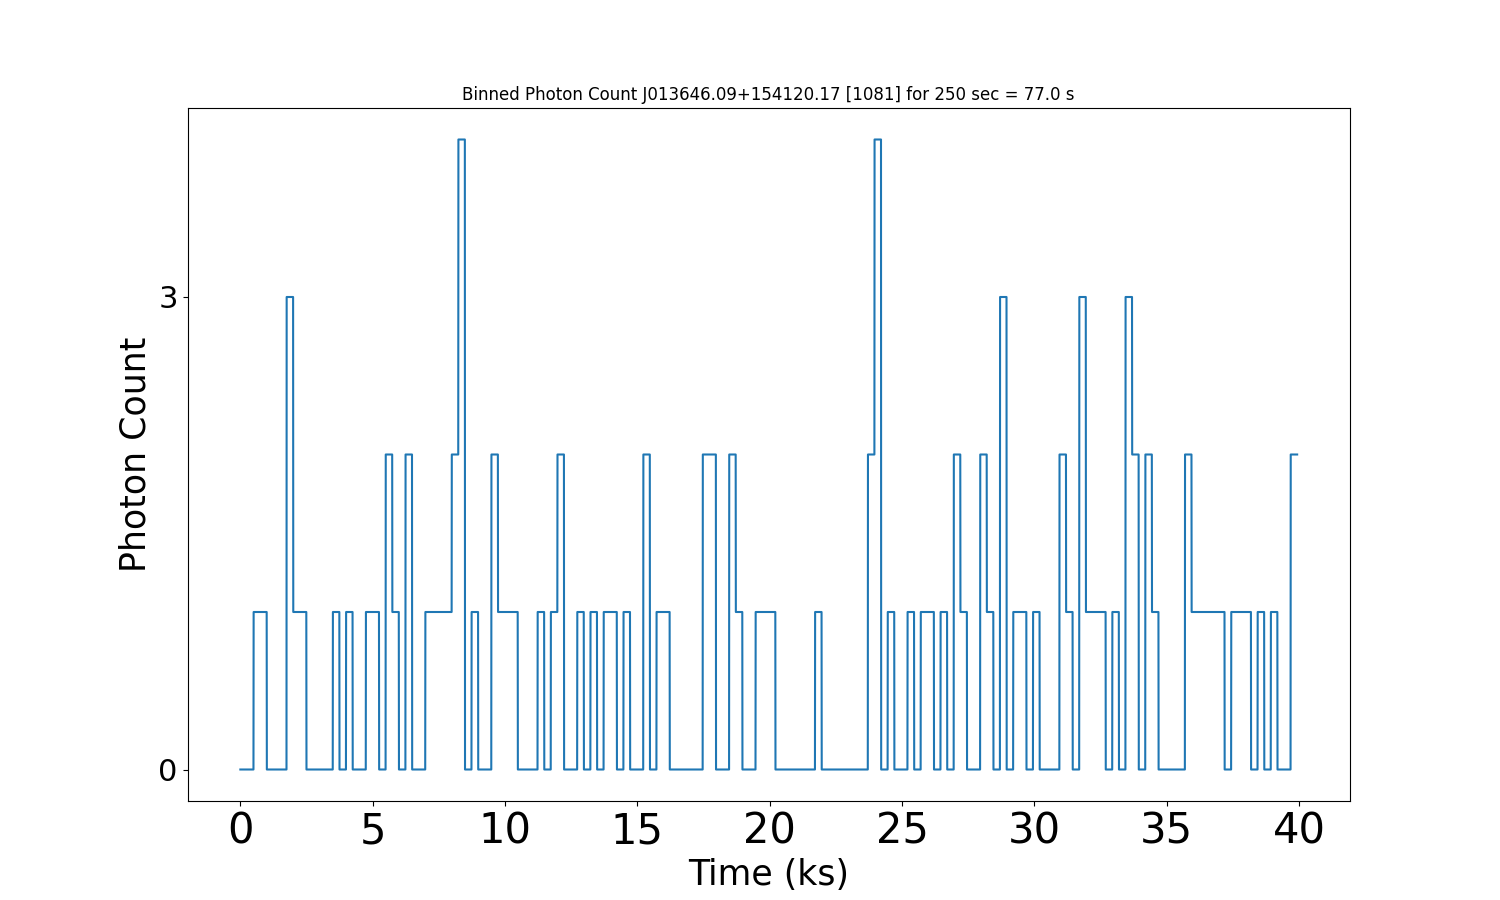 Binned Photon Count J013646.09+154120.17 [1081] for 250 sec = 77.0 s
Photon Count
3
0
0 5 10 15 20 25 30 35 40
Time (ks)